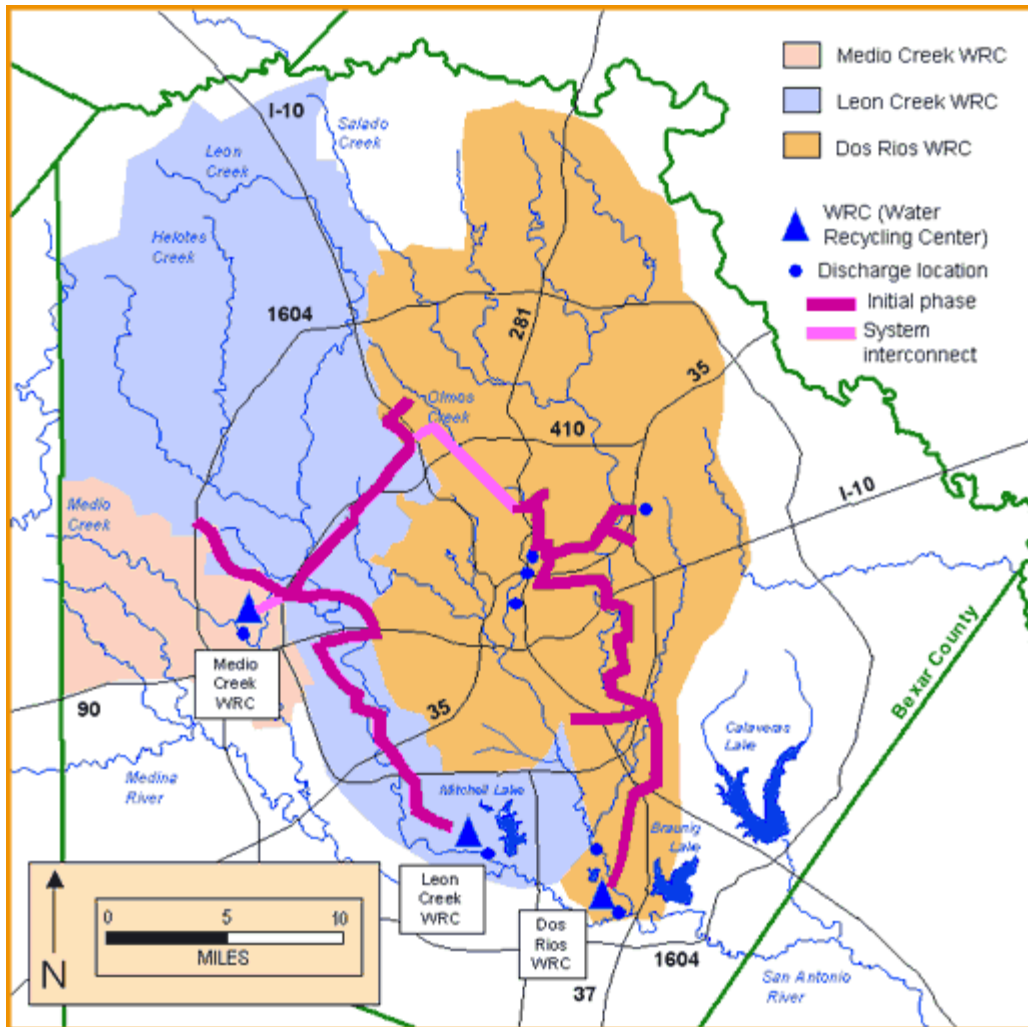 Medio Creek WRC
Leon Creek WRC
Dos Rios WRC
WRC (Water
Recycling Center)
Discharge location
Initial phase
System
interconnect
I-10
Salado
Creek
Leon
Creek
Helotes
Creek
1604
281
35
Olmos
Creek
410
I-10
Medio
Creek
Medio
Creek
WRC
90
35
Medina
River
Mitchell Lake
Calaveras
Lake
Braunig
Lake
Bexar County
Leon
Creek
WRC
Dos
Rios
WRC
1604
37
San Antonio
River
0 5 10
MILES
N